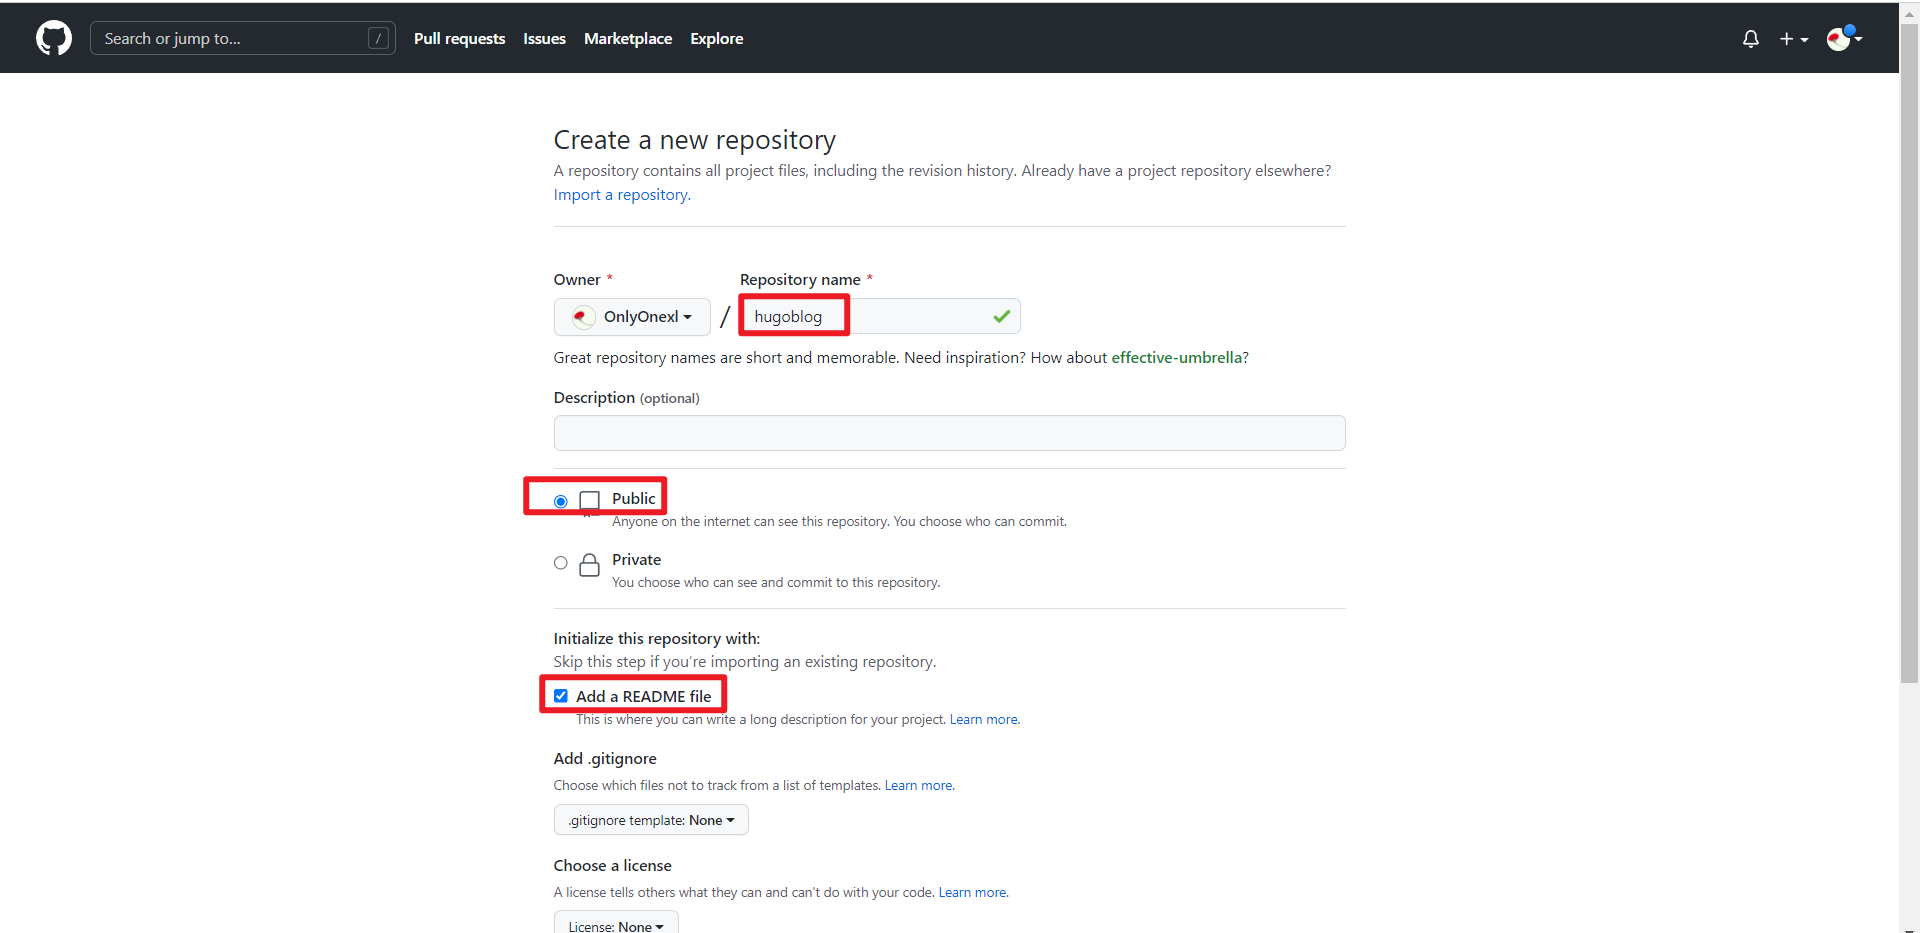 Search or jump to... / Pull requests Issues Marketplace Explore
Create a new repository
A repository contains all project files, including the revision history. Already have a project repository elsewhere?
Import a repository.
Owner * Repository name *
OnlyOnexl / hugoblog
Great repository names are short and memorable. Need inspiration? How about effective-umbrella?
Description (optional)
Public
Anyone on the internet can see this repository. You choose who can commit.
Private
You choose who can see and commit to this repository.
Initialize this repository with:
Skip this step if you're importing an existing repository.
Add a README file
This is where you can write a long description for your project. Learn more.
Add .gitignore
Choose which files not to track from a list of templates. Learn more.
.gitignore template: None
Choose a license
A license tells others what they can and can't do with your code. Learn more.
License: None